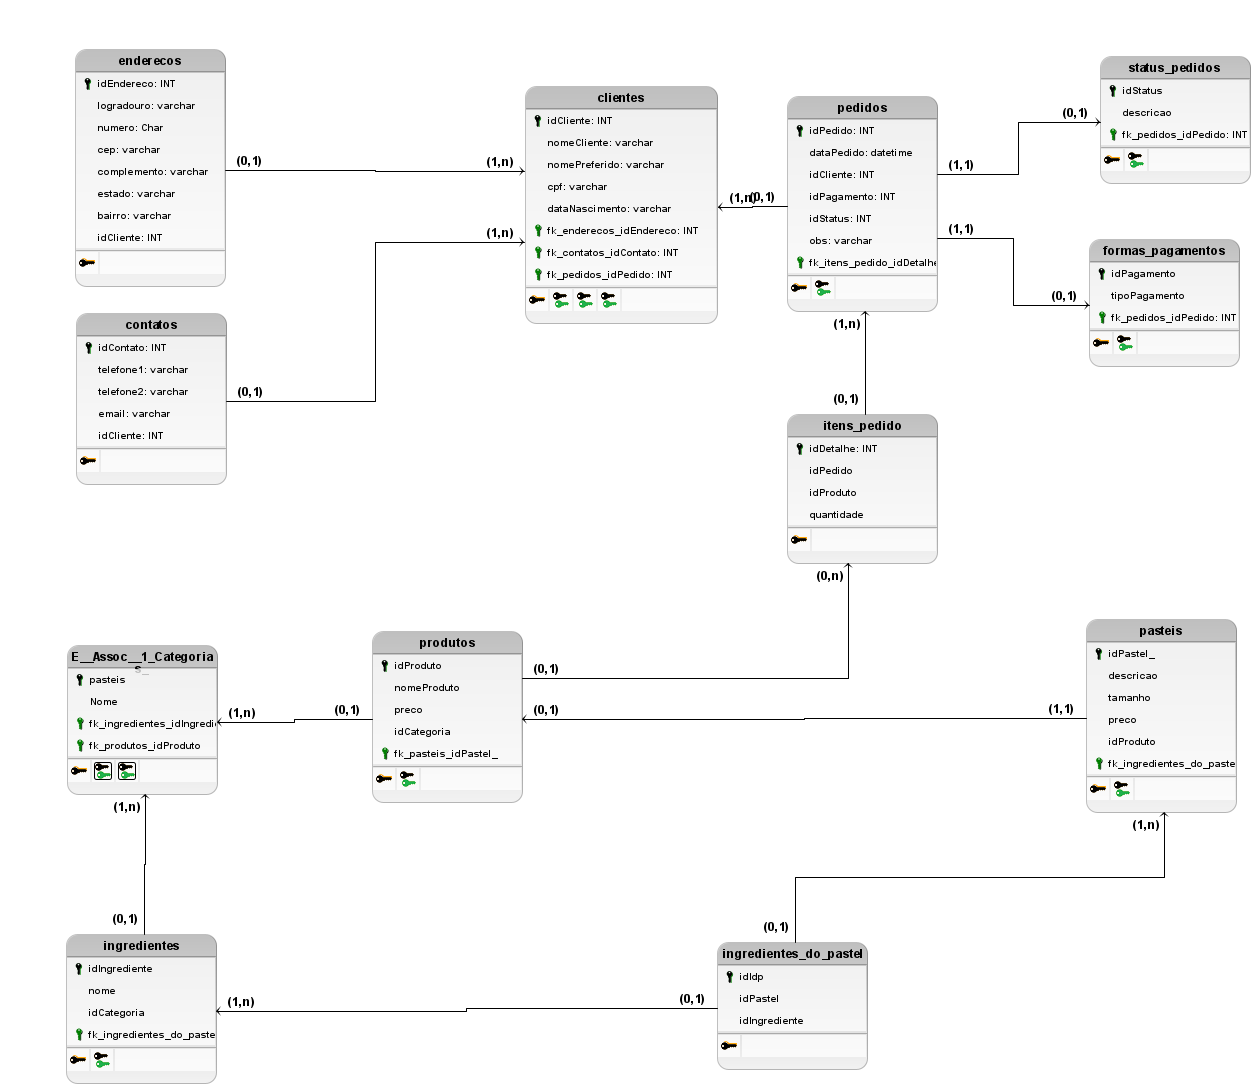 enderecos
idEndereco: INT
logradouro: varchar
numero: Char
cep: varchar
complemento: varchar
estado: varchar
bairro: varchar
idCliente: INT
(0,1)
(1,n)
clientes
idCliente: INT
nomeCliente: varchar
nomePreferido: varchar
cpf: varchar
dataNascimento: varchar
fk_enderecos_idEndereco: INT
fk_contatos_idContato: INT
fk_pedidos_idPedido: INT
(1,n)
(0,1)
pedidos
idPedido: INT
dataPedido: datetime
idCliente: INT
idPagamento: INT
idStatus: INT
obs: varchar
fk_itens_pedido_idDetalhe
(1,1)
(0,1)
status_pedidos
idStatus
descricao
fk_pedidos_idPedido: INT
(1,1)
(0,1)
formas_pagamentos
idPagamento
tipoPagamento
fk_pedidos_idPedido: INT
contatos
idContato: INT
telefone1: varchar
telefone2: varchar
email: varchar
idCliente: INT
(0,1)
(1,n)
(1,n)
(0,1)
itens_pedido
idDetalhe: INT
idPedido
idProduto
quantidade
(0,n)
E__Assoc__1_Categoria
s_
pasteis
Nome
fk_ingredientes_idIngredi
fk_produtos_idProduto
(1,n)
(0,1)
produtos
idProduto
nomeProduto
preco
idCategoria
fk_pasteis_idPastel_
(0,1)
(0,1)
(1,1)
pasteis
idPastel_
descricao
tamanho
preco
idProduto
fk_ingredientes_do_paste
(1,n)
(1,n)
(0,1)
(0,1)
ingredientes
idIngrediente
nome
idCategoria
fk_ingredientes_do_paste
(1,n)
(0,1)
ingredientes_do_pastel
idIdp
idPastel
idIngrediente